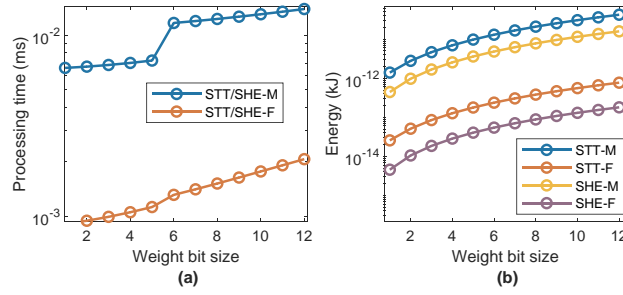 10⁻²
10⁻³
Processing time (ms)
STT/SHE-M
STT/SHE-F
2 4 6 8 10 12
Weight bit size
(a)
10⁻¹²
10⁻¹⁴
Energy (kJ)
STT-M
STT-F
SHE-M
SHE-F
2 4 6 8 10 12
Weight bit size
(b)